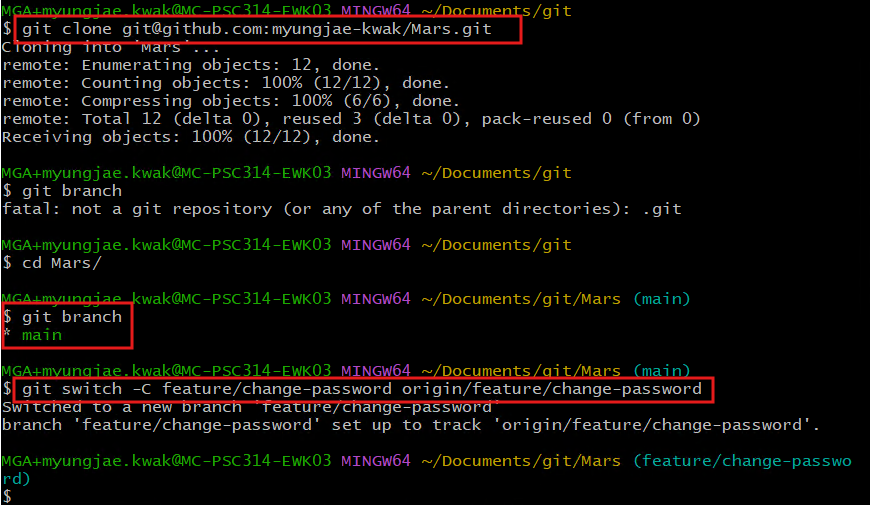 MGA+myungjae.kwak@MC-PSC314-EWK03 MINGW64 ~/Documents/git
$ git clone git@github.com:myungjae-kwak/Mars.git
Cloning into 'Mars'...
remote: Enumerating objects: 12, done.
remote: Counting objects: 100% (12/12), done.
remote: Compressing objects: 100% (6/6), done.
remote: Total 12 (delta 0), reused 3 (delta 0), pack-reused 0 (from 0)
Receiving objects: 100% (12/12), done.
MGA+myungjae.kwak@MC-PSC314-EWK03 MINGW64 ~/Documents/git
$ git branch
fatal: not a git repository (or any of the parent directories): .git
MGA+myungjae.kwak@MC-PSC314-EWK03 MINGW64 ~/Documents/git
$ cd Mars/
MGA+myungjae.kwak@MC-PSC314-EWK03 MINGW64 ~/Documents/git/Mars (main)
$ git branch
* main
MGA+myungjae.kwak@MC-PSC314-EWK03 MINGW64 ~/Documents/git/Mars (main)
$ git switch -C feature/change-password origin/feature/change-password
Switched to a new branch 'feature/change-password'
branch 'feature/change-password' set up to track 'origin/feature/change-password'.
MGA+myungjae.kwak@MC-PSC314-EWK03 MINGW64 ~/Documents/git/Mars (feature/change-passwo
rd)
$